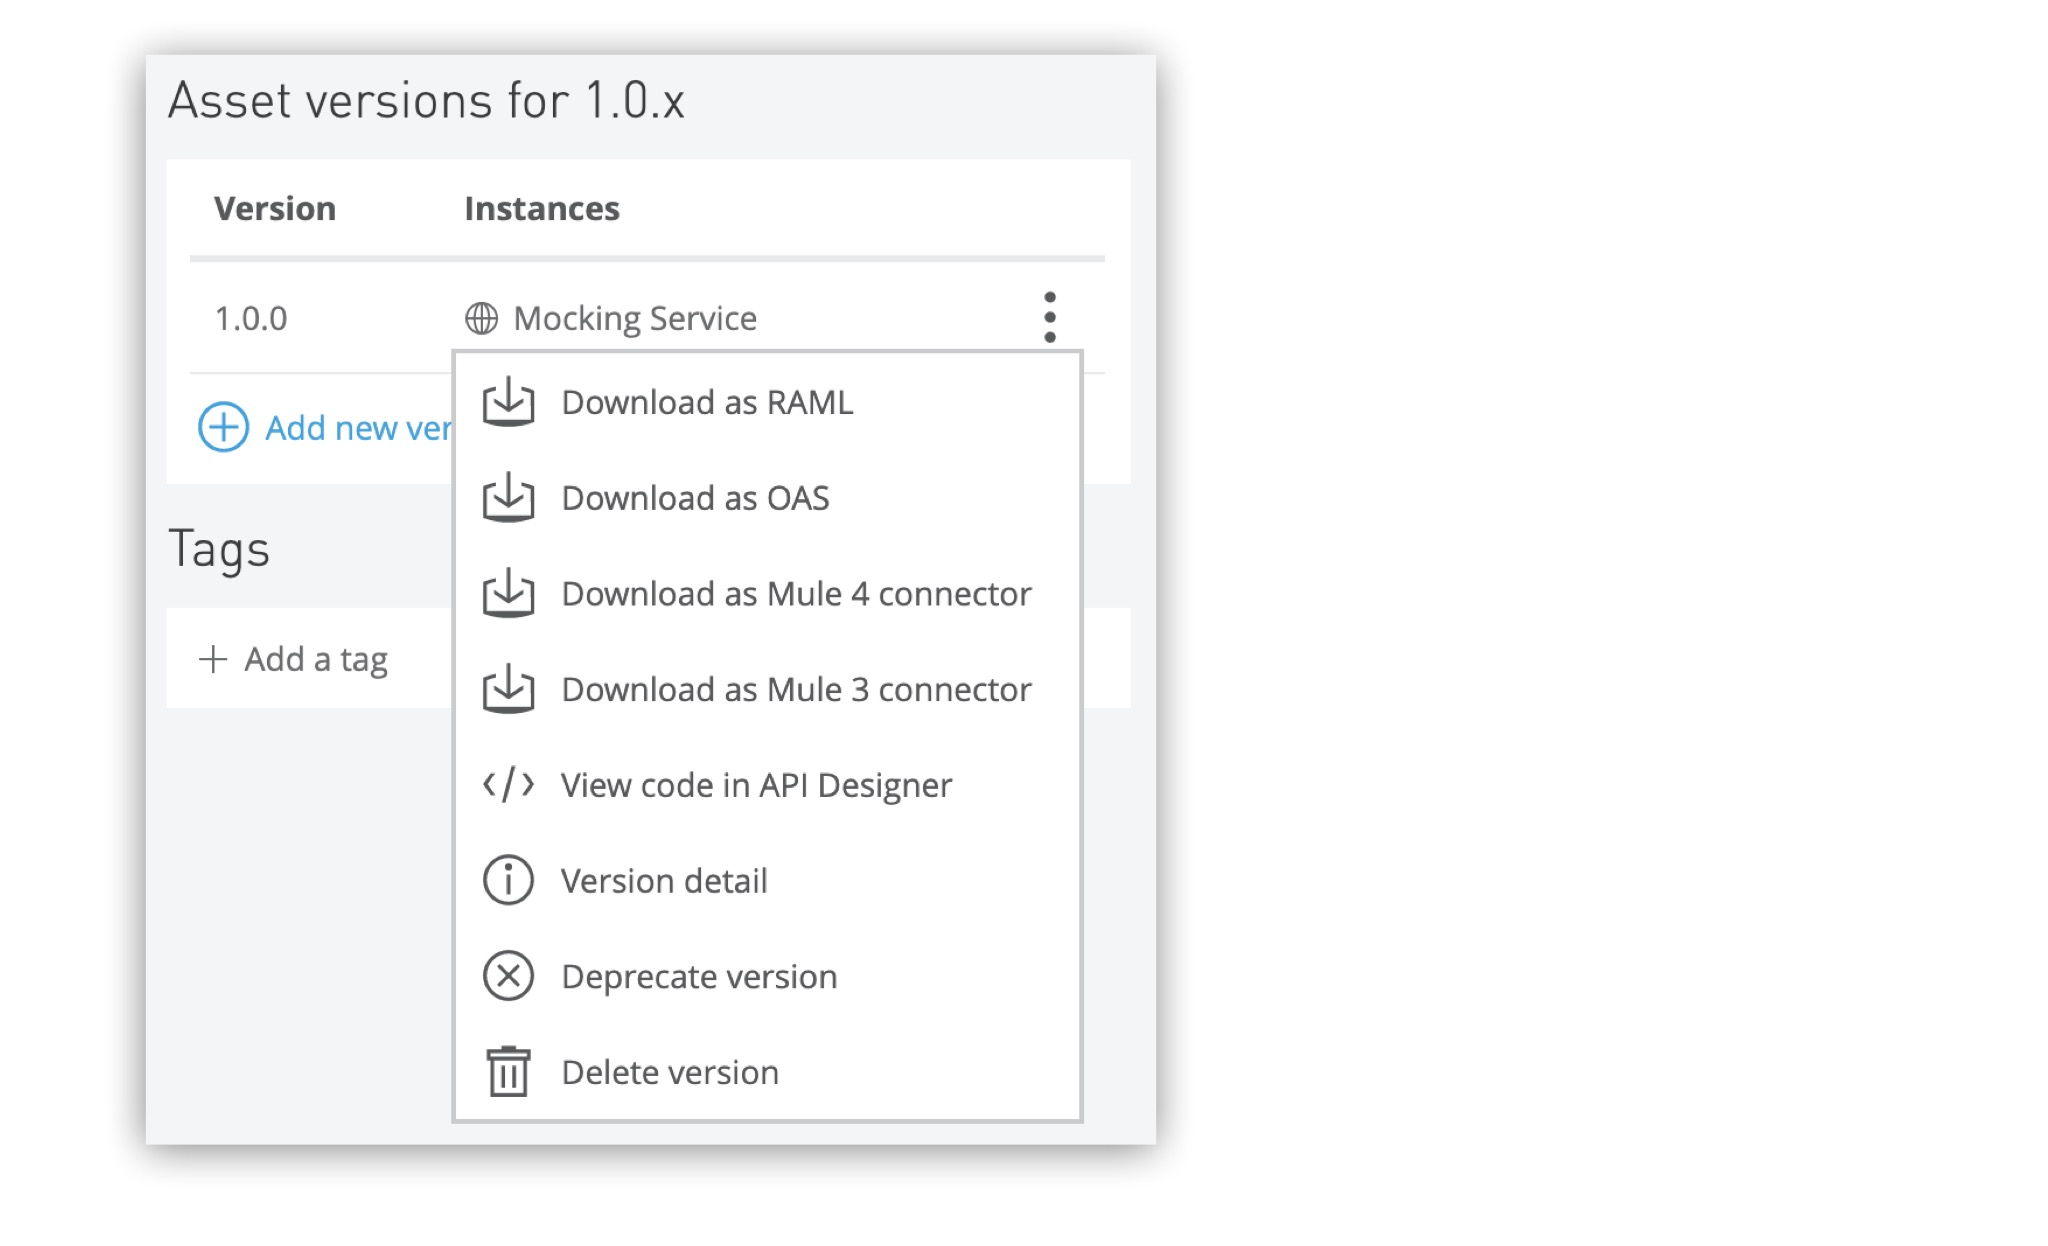 Asset versions for 1.0.x
Version Instances
1.0.0 Mocking Service
Add new ver
Download as RAML
Download as OAS
Download as Mule 4 connector
Download as Mule 3 connector
View code in API Designer
Version detail
Deprecate version
Delete version
Tags
Add a tag